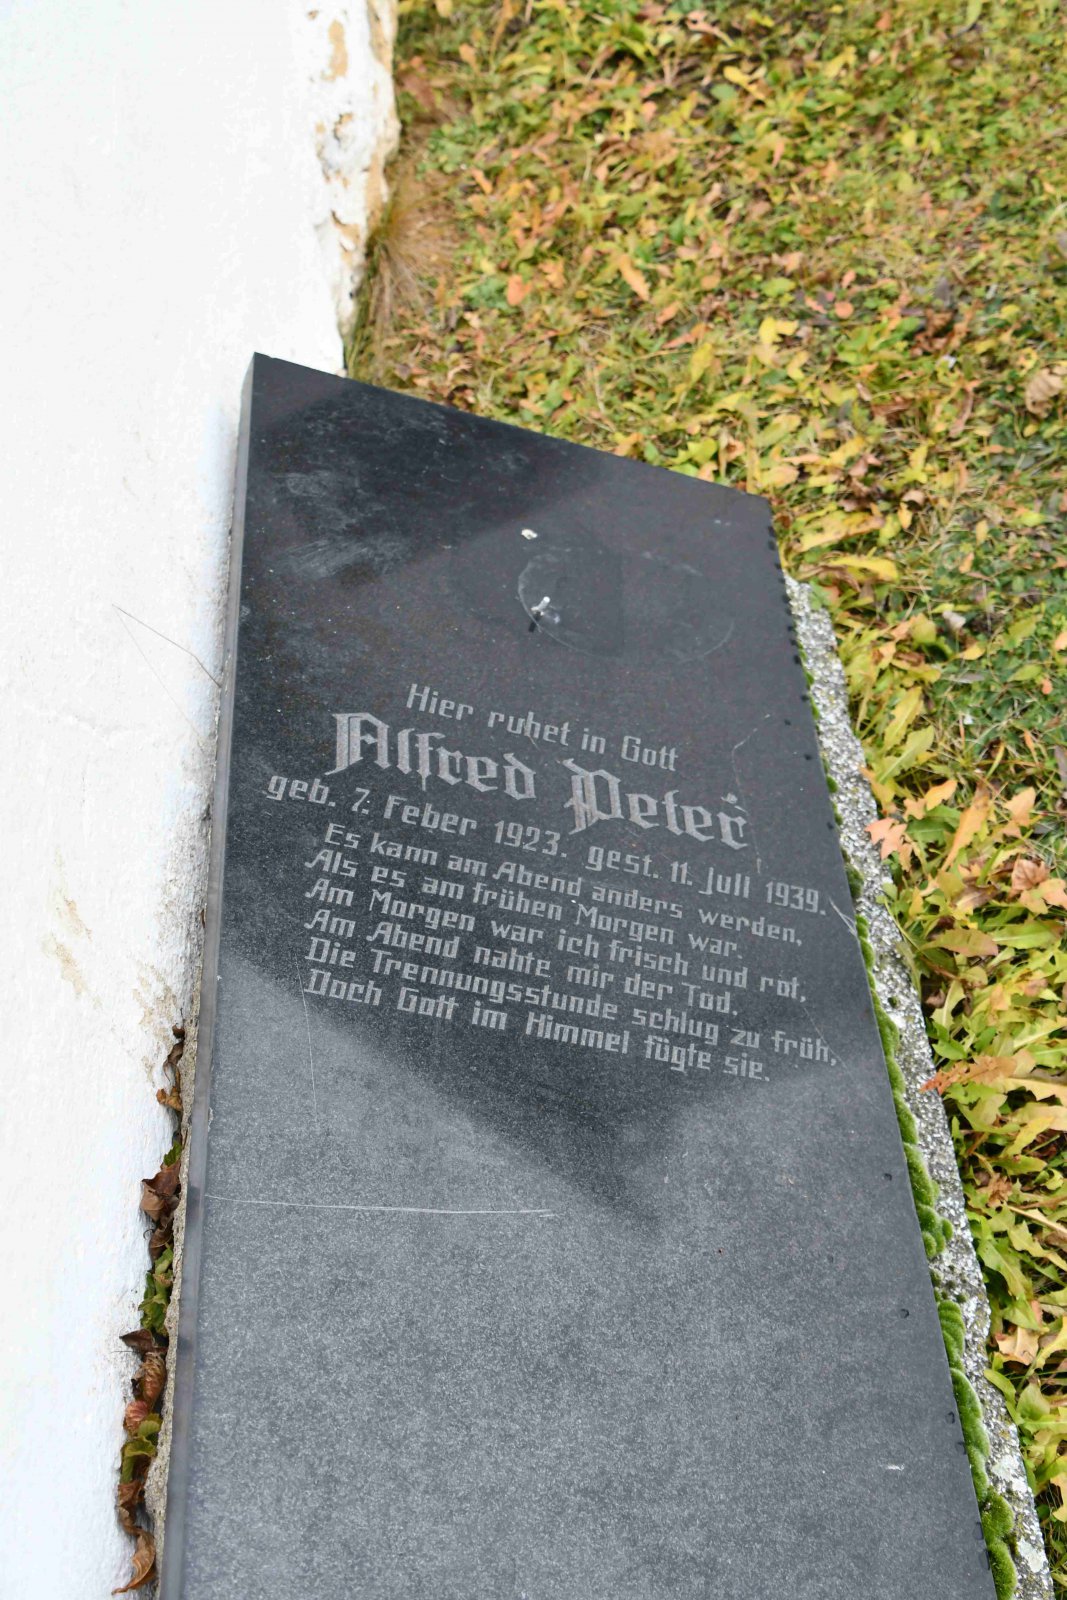 Hier ruhet in Gott
Alfred Peter
geb. 7. Feber 1923. gest. 11. Juli 1939.
Es kann am Abend anders werden,
Als es am frühen Morgen war.
Am Morgen war ich frisch und rot,
Am Abend nahte mir der Tod.
Die Trennungsstunde schlug zu früh,
Doch Gott im Himmel fügte sie.